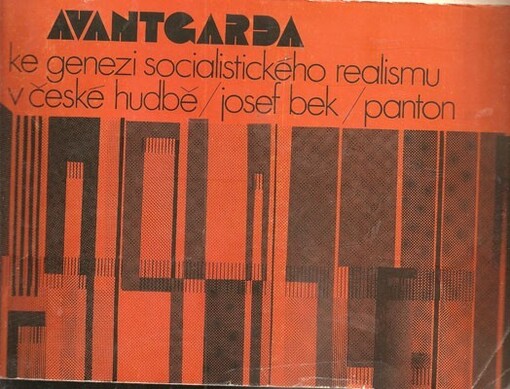 AVANTGARDA
ke genezi socialistického realismu
v české hudbě/josef bek/panton